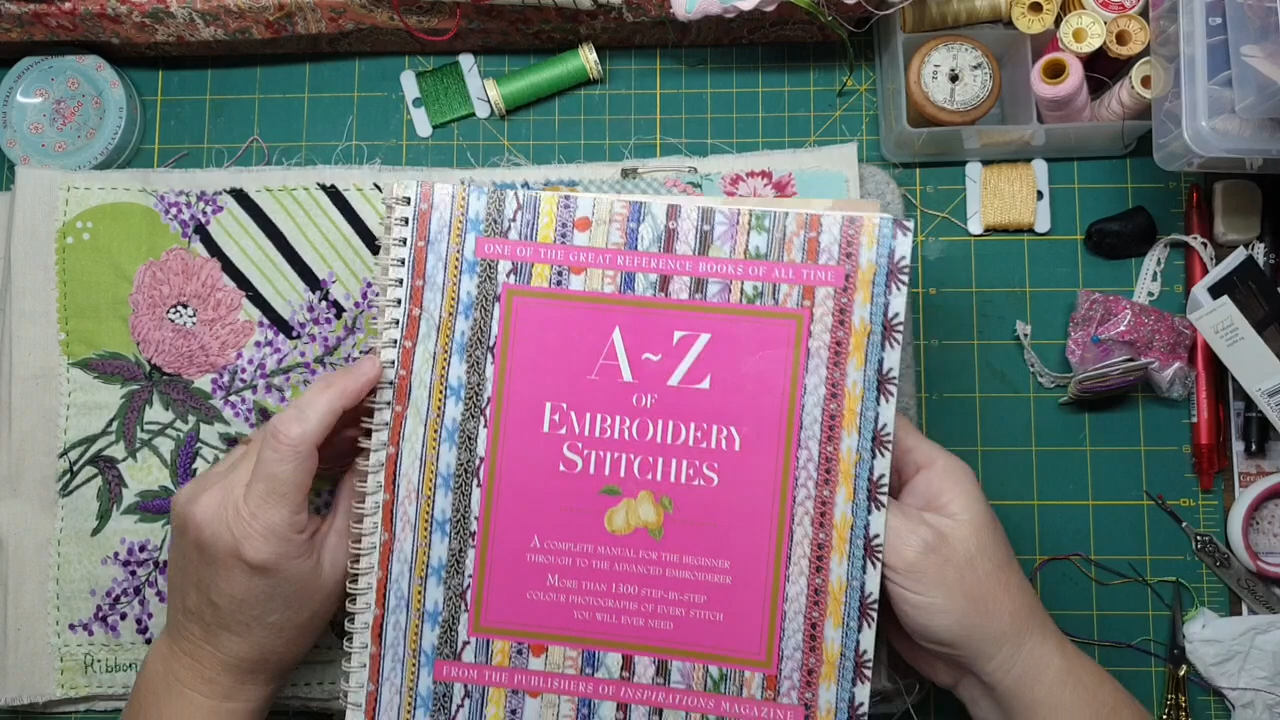 ONE OF THE GREAT REFERENCE BOOKS OF ALL TIME
A~Z
OF
EMBROIDERY
STITCHES
A COMPLETE MANUAL FOR THE BEGINNER
THROUGH TO THE ADVANCED EMBROIDERER
MORE THAN 1300 STEP-BY-STEP
COLOUR PHOTOGRAPHS OF EVERY STITCH
YOU WILL EVER NEED
FROM THE PUBLISHERS OF INSPIRATIONS MAGAZINE
Ribbon